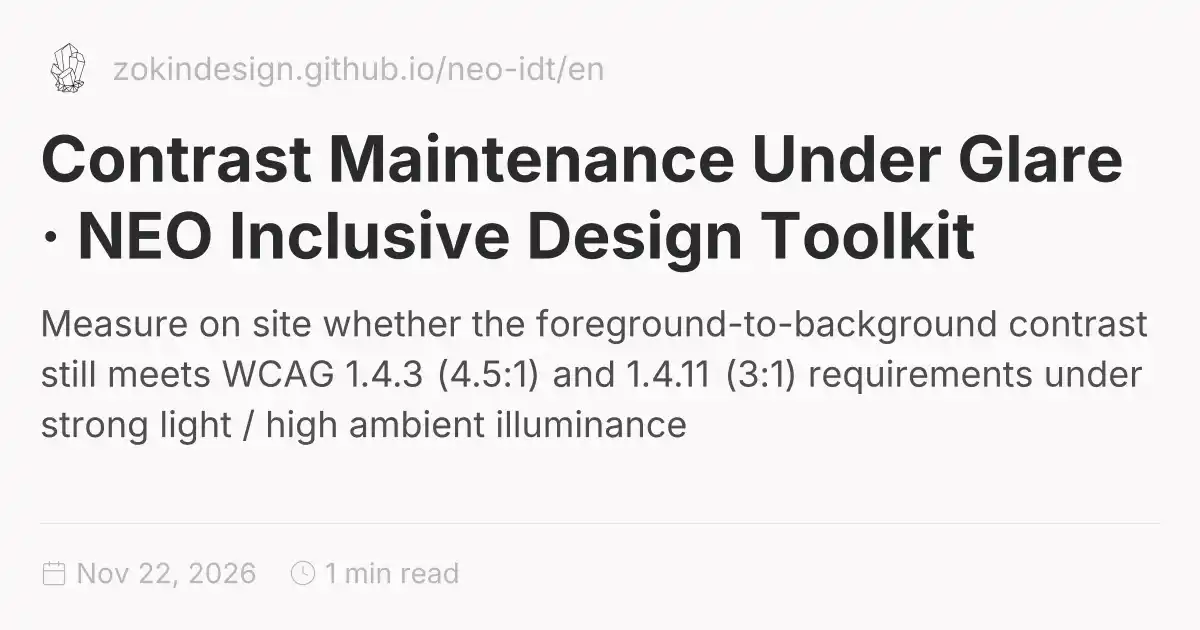 zokindesign.github.io/neo-idt/en
Contrast Maintenance Under Glare
· NEO Inclusive Design Toolkit
Measure on site whether the foreground-to-background contrast
still meets WCAG 1.4.3 (4.5:1) and 1.4.11 (3:1) requirements under
strong light / high ambient illuminance
Nov 22, 2026 1 min read